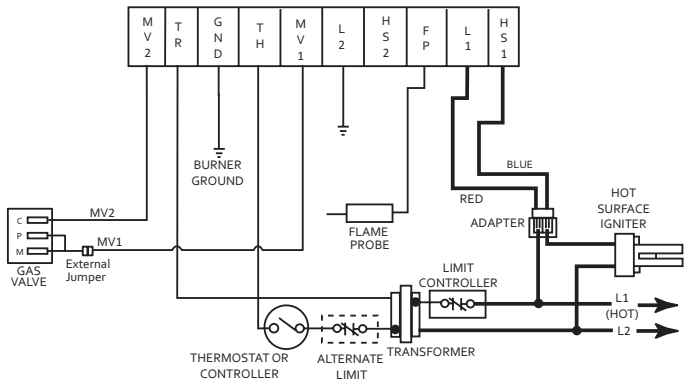 MV2 TR GND TH MV1 L2 HS2 FP L1 HS1
BURNER
GROUND
BLUE
RED
HOT
SURFACE
IGNITER
ADAPTER
FLAME
PROBE
C
P
M
MV2
MV1
GAS
VALVE
External
Jumper
LIMIT
CONTROLLER
L1
(HOT)
L2
THERMOSTAT OR
CONTROLLER
ALTERNATE
LIMIT
TRANSFORMER